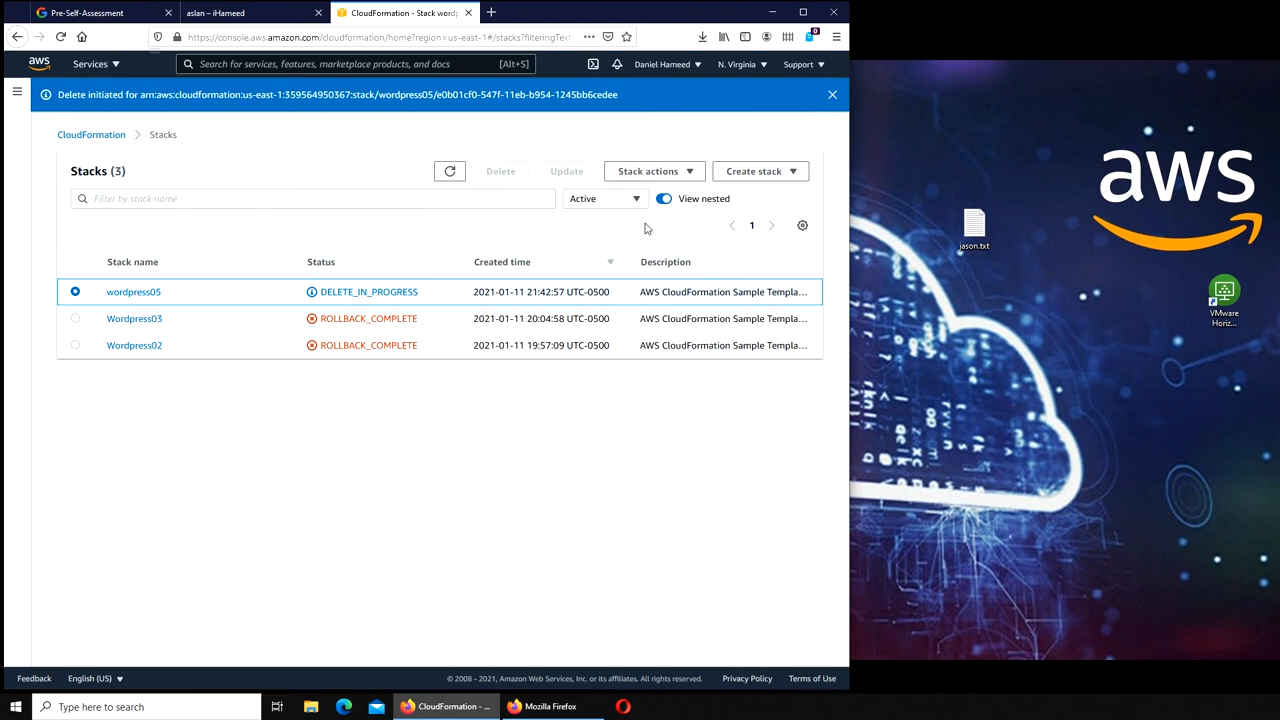 Pre-Self-Assessment
aslan – iHameed
CloudFormation - Stack wordp
https://console.aws.amazon.com/cloudformation/home?region=us-east-1#/stacks?filteringText
0
aws
Services
Search for services, features, marketplace products, and docs
[Alt+S]
Daniel Hameed
N. Virginia
Support
Delete initiated for arn:aws:cloudformation:us-east-1:359564950367:stack/wordpress05/e0b01cf0-547f-11eb-b954-1245bb6cedee
CloudFormation
Stacks
Stacks (3)
Delete
Update
Stack actions
Create stack
Filter by stack name
Active
View nested
1
Stack name
Status
Created time
Description
wordpress05
DELETE_IN_PROGRESS
2021-01-11 21:42:57 UTC-0500
AWS CloudFormation Sample Templa...
Wordpress03
ROLLBACK_COMPLETE
2021-01-11 20:04:58 UTC-0500
AWS CloudFormation Sample Templa...
Wordpress02
ROLLBACK_COMPLETE
2021-01-11 19:57:09 UTC-0500
AWS CloudFormation Sample Templa...
Feedback
English (US)
© 2008 - 2021, Amazon Web Services, Inc. or its affiliates. All rights reserved.
Privacy Policy
Terms of Use
aws
jason.txt
VMware
Horiz...
Type here to search
CloudFormation - ...
Mozilla Firefox